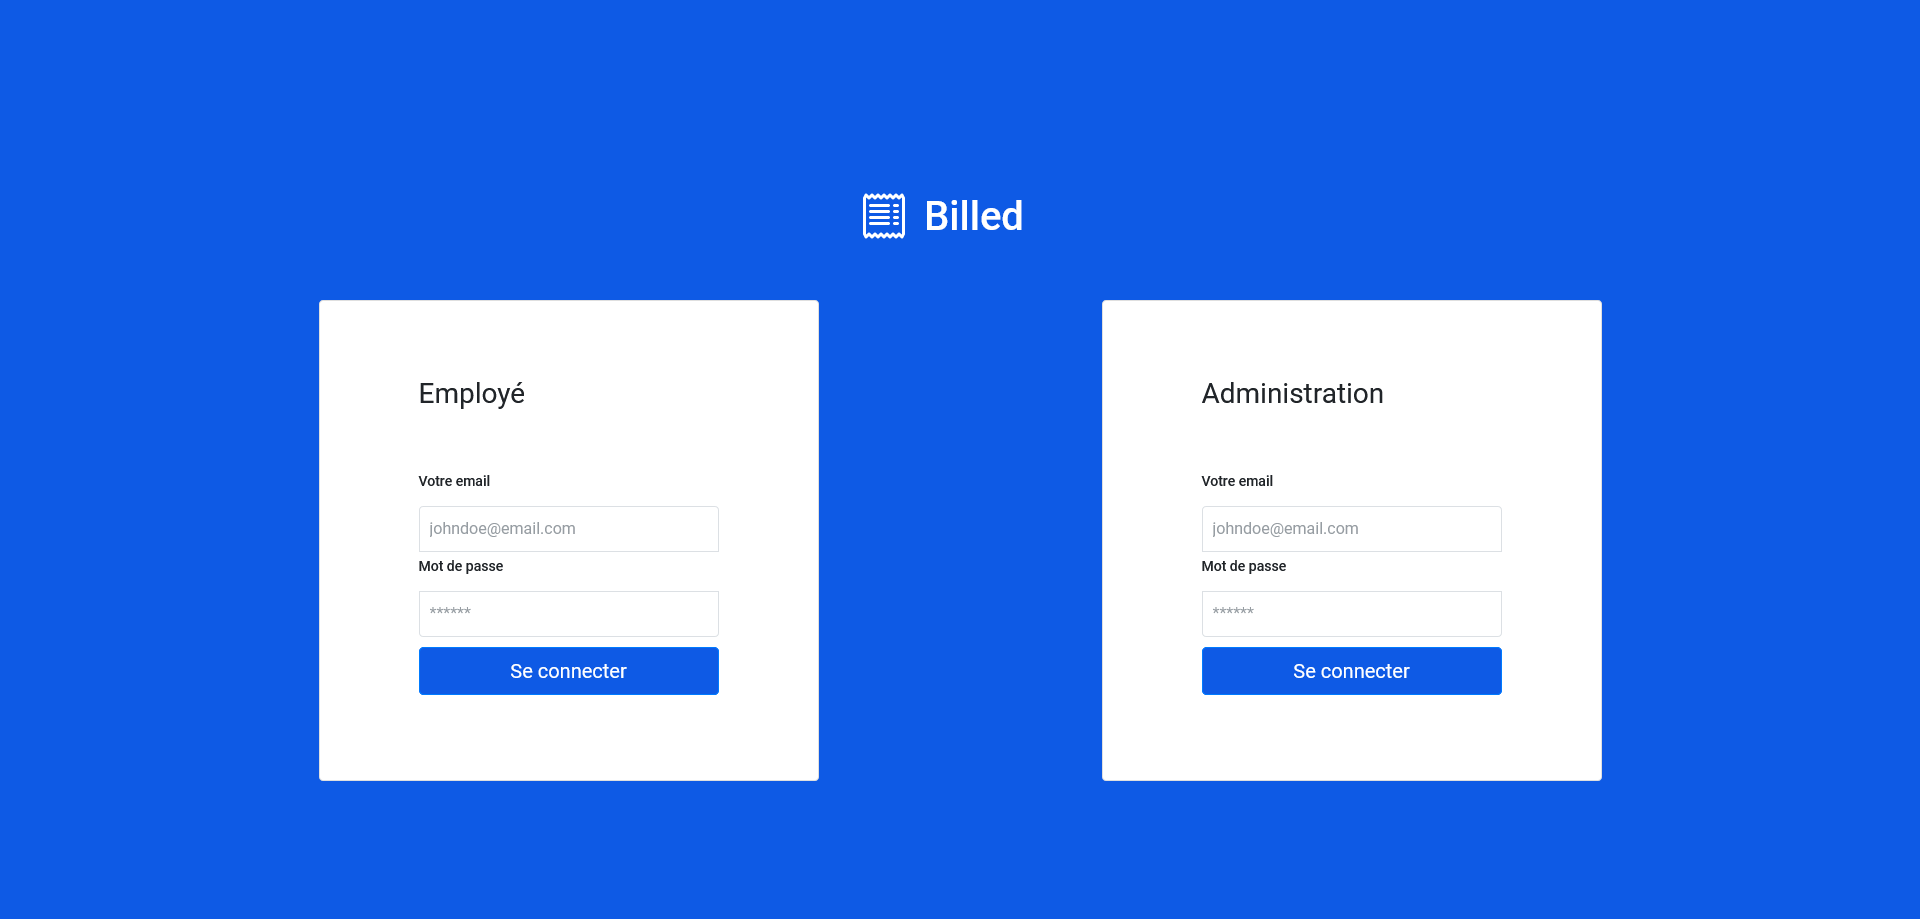 Billed
Employé
Votre email
johndoe@email.com
Mot de passe
******
Se connecter
Administration
Votre email
johndoe@email.com
Mot de passe
******
Se connecter